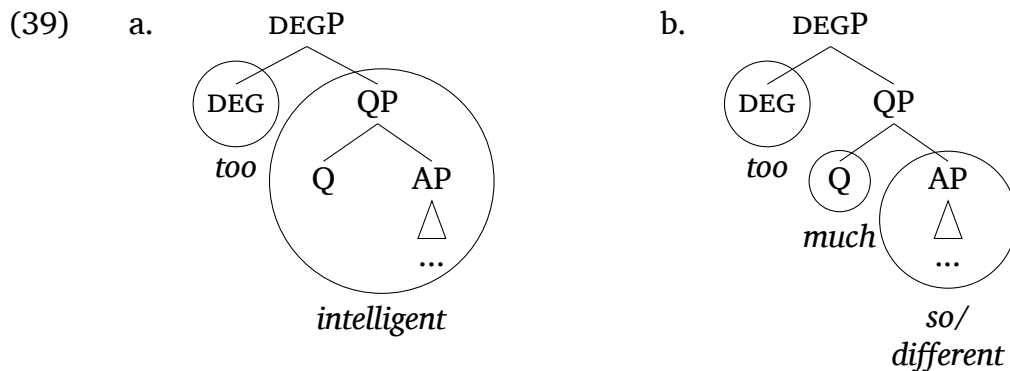 (39) a. DEGP b. DEGP
DEG QP DEG QP
too Q AP too Q AP
much
... ...
intelligent so/
different